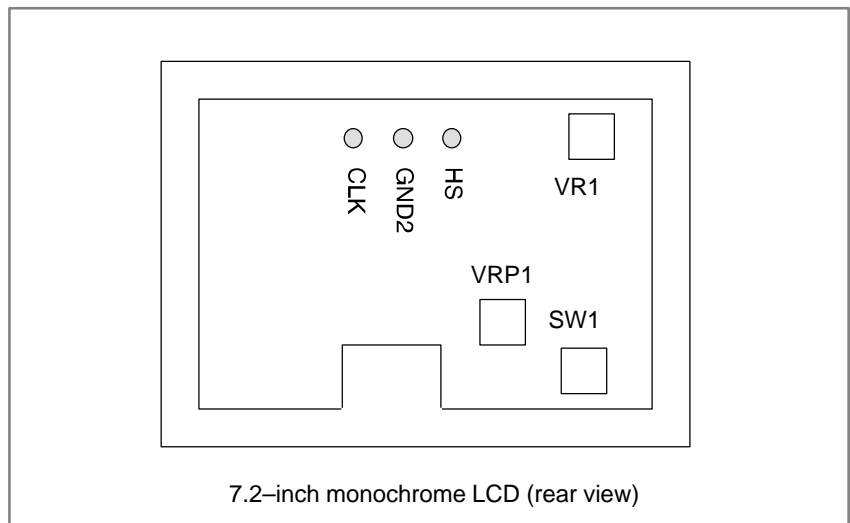 CLK
GND2
HS
VR1
VRP1
SW1
7.2–inch monochrome LCD (rear view)